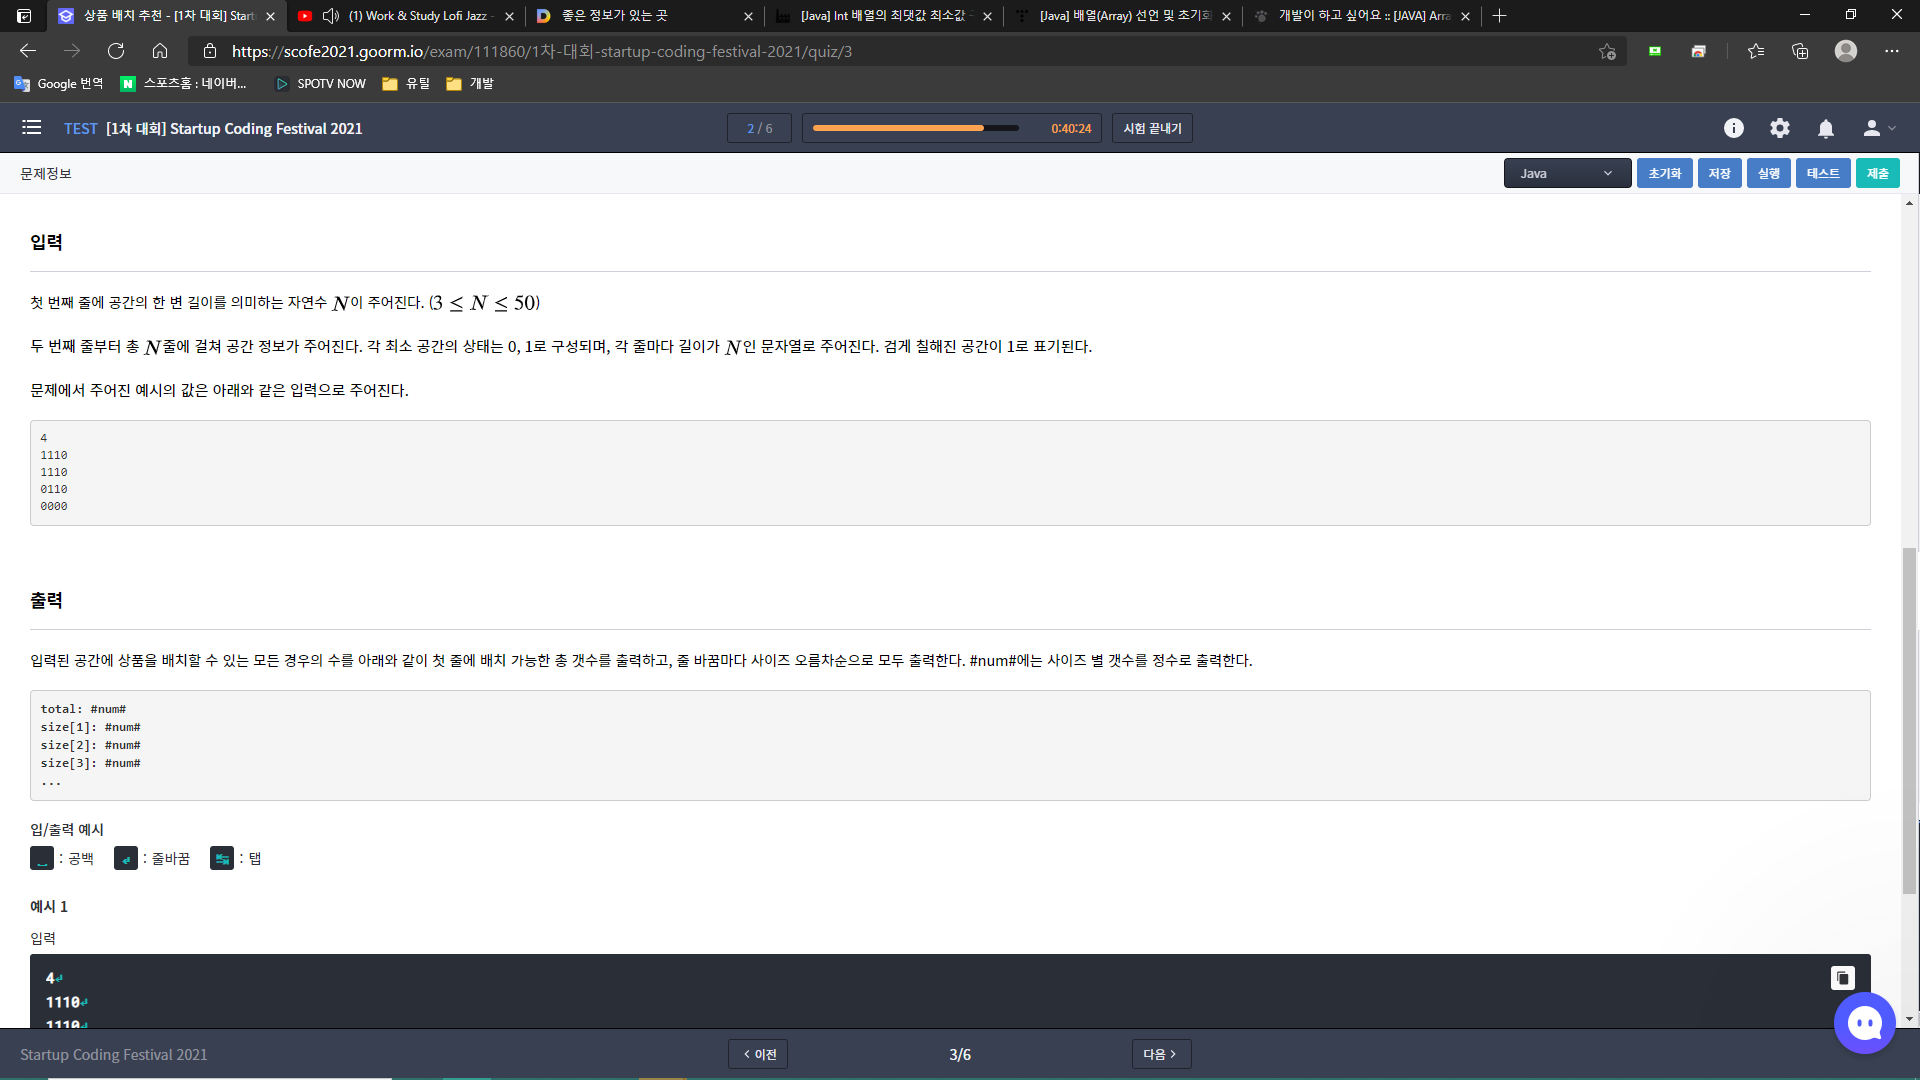 상품 배치 추천 - [1차 대회] Start
(1) Work & Study Lofi Jazz -
좋은 정보가 있는 곳
[Java] Int 배열의 최댓값 최소값
[Java] 배열(Array) 선언 및 초기화
개발이 하고 싶어요 :: [JAVA] Arra
https://scofe2021.goorm.io/exam/111860/1차-대회-startup-coding-festival-2021/quiz/3
Google 번역
스포츠홈 : 네이버...
SPOTV NOW
유틸
개발
TEST [1차 대회] Startup Coding Festival 2021
2 / 6
0:40:24
시험 끝내기
문제정보
Java
초기화
저장
실행
테스트
제출
입력
첫 번째 줄에 공간의 한 변 길이를 의미하는 자연수 N이 주어진다. (3 ≤ N ≤ 50)
두 번째 줄부터 총 N줄에 걸쳐 공간 정보가 주어진다. 각 최소 공간의 상태는 0, 1로 구성되며, 각 줄마다 길이가 N인 문자열로 주어진다. 검게 칠해진 공간이 1로 표기된다.
문제에서 주어진 예시의 값은 아래와 같은 입력으로 주어진다.
4
1110
1110
0110
0000
출력
입력된 공간에 상품을 배치할 수 있는 모든 경우의 수를 아래와 같이 첫 줄에 배치 가능한 총 갯수를 출력하고, 줄 바꿈마다 사이즈 오름차순으로 모두 출력한다. #num#에는 사이즈 별 갯수를 정수로 출력한다.
total: #num#
size[1]: #num#
size[2]: #num#
size[3]: #num#
...
입/출력 예시
: 공백
: 줄바꿈
: 탭
예시 1
입력
4↵
1110↵
1110↵
Startup Coding Festival 2021
< 이전
3/6
다음 >